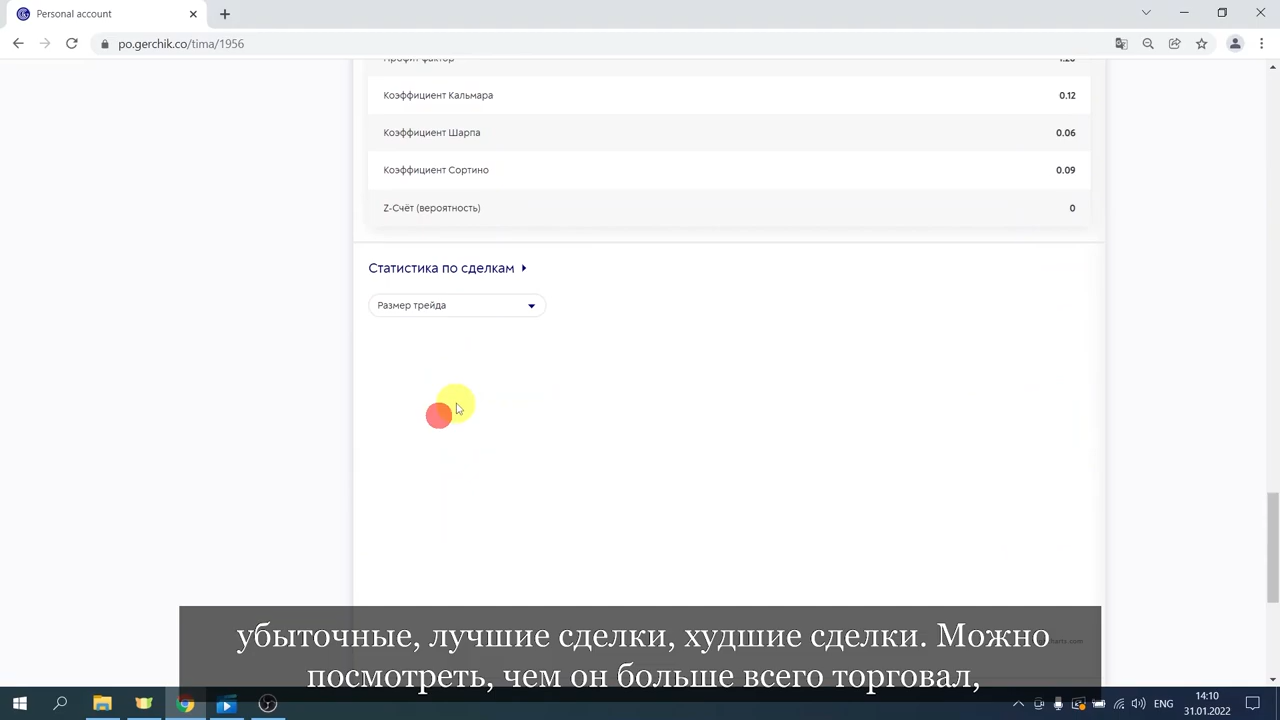 Personal account
po.gerchik.co/tima/1956
Профит фактор
Коэффициент Кальмара 0.12
Коэффициент Шарпа 0.06
Коэффициент Сортино 0.09
Z-Счёт (вероятность) 0
Статистика по сделкам
Размер трейда
убыточные, лучшие сделки, худшие сделки. Можно
посмотреть, чем он больше всего торговал,
ENG
14:10
31.01.2022